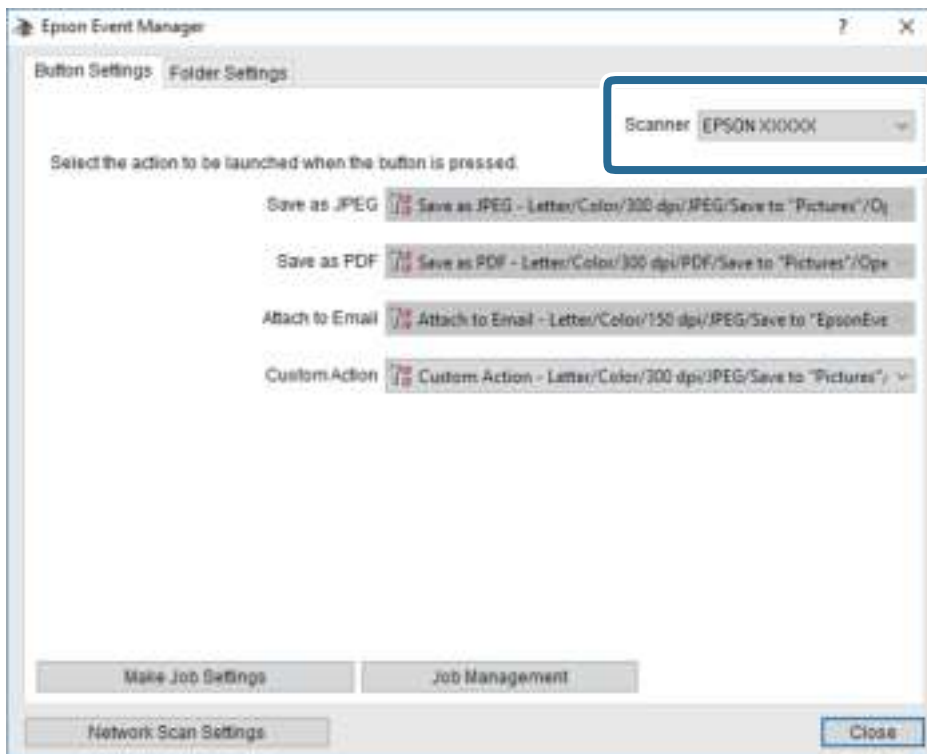 Epson Event Manager
Button Settings Folder Settings
Scanner EPSON XXXXX
Select the action to be launched when the button is pressed.
Save as JPEG Save as JPEG - Letter/Color/300 dpi/JPEG/Save to "Pictures"/Op
Save as PDF Save as PDF - Letter/Color/300 dpi/PDF/Save to "Pictures"/Ope
Attach to Email Attach to Email - Letter/Color/150 dpi/JPEG/Save to "EpsonEve
Custom Action Custom Action - Letter/Color/300 dpi/JPEG/Save to "Pictures"/
Make Job Settings Job Management
Network Scan Settings Close